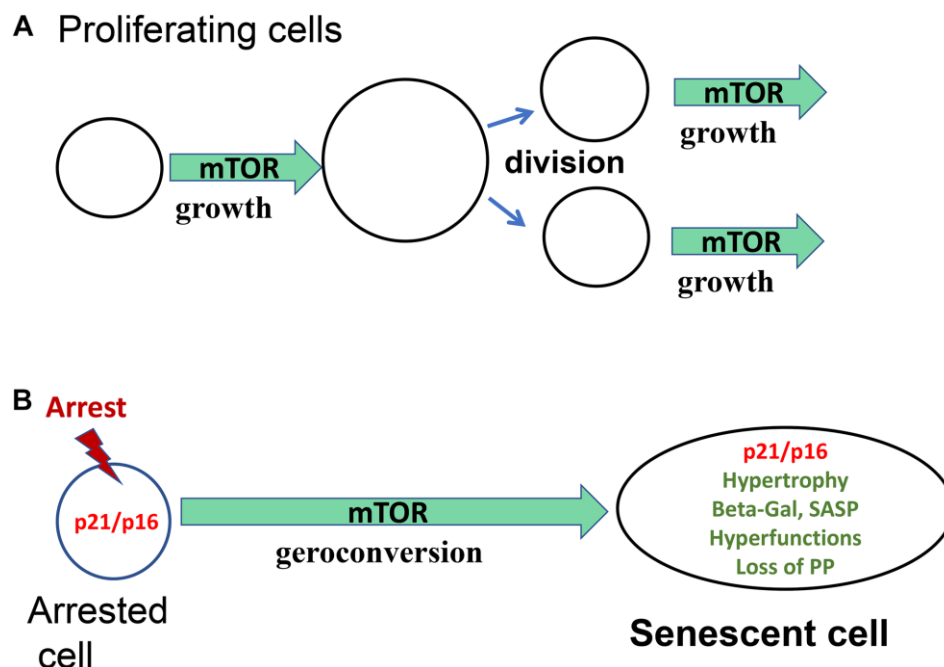 A Proliferating cells
mTOR
growth
division
mTOR
growth
mTOR
growth
B
Arrest
p21/p16
Arrested
cell
mTOR
geroconversion
p21/p16
Hypertrophy
Beta-Gal, SASP
Hyperfunctions
Loss of PP
Senescent cell